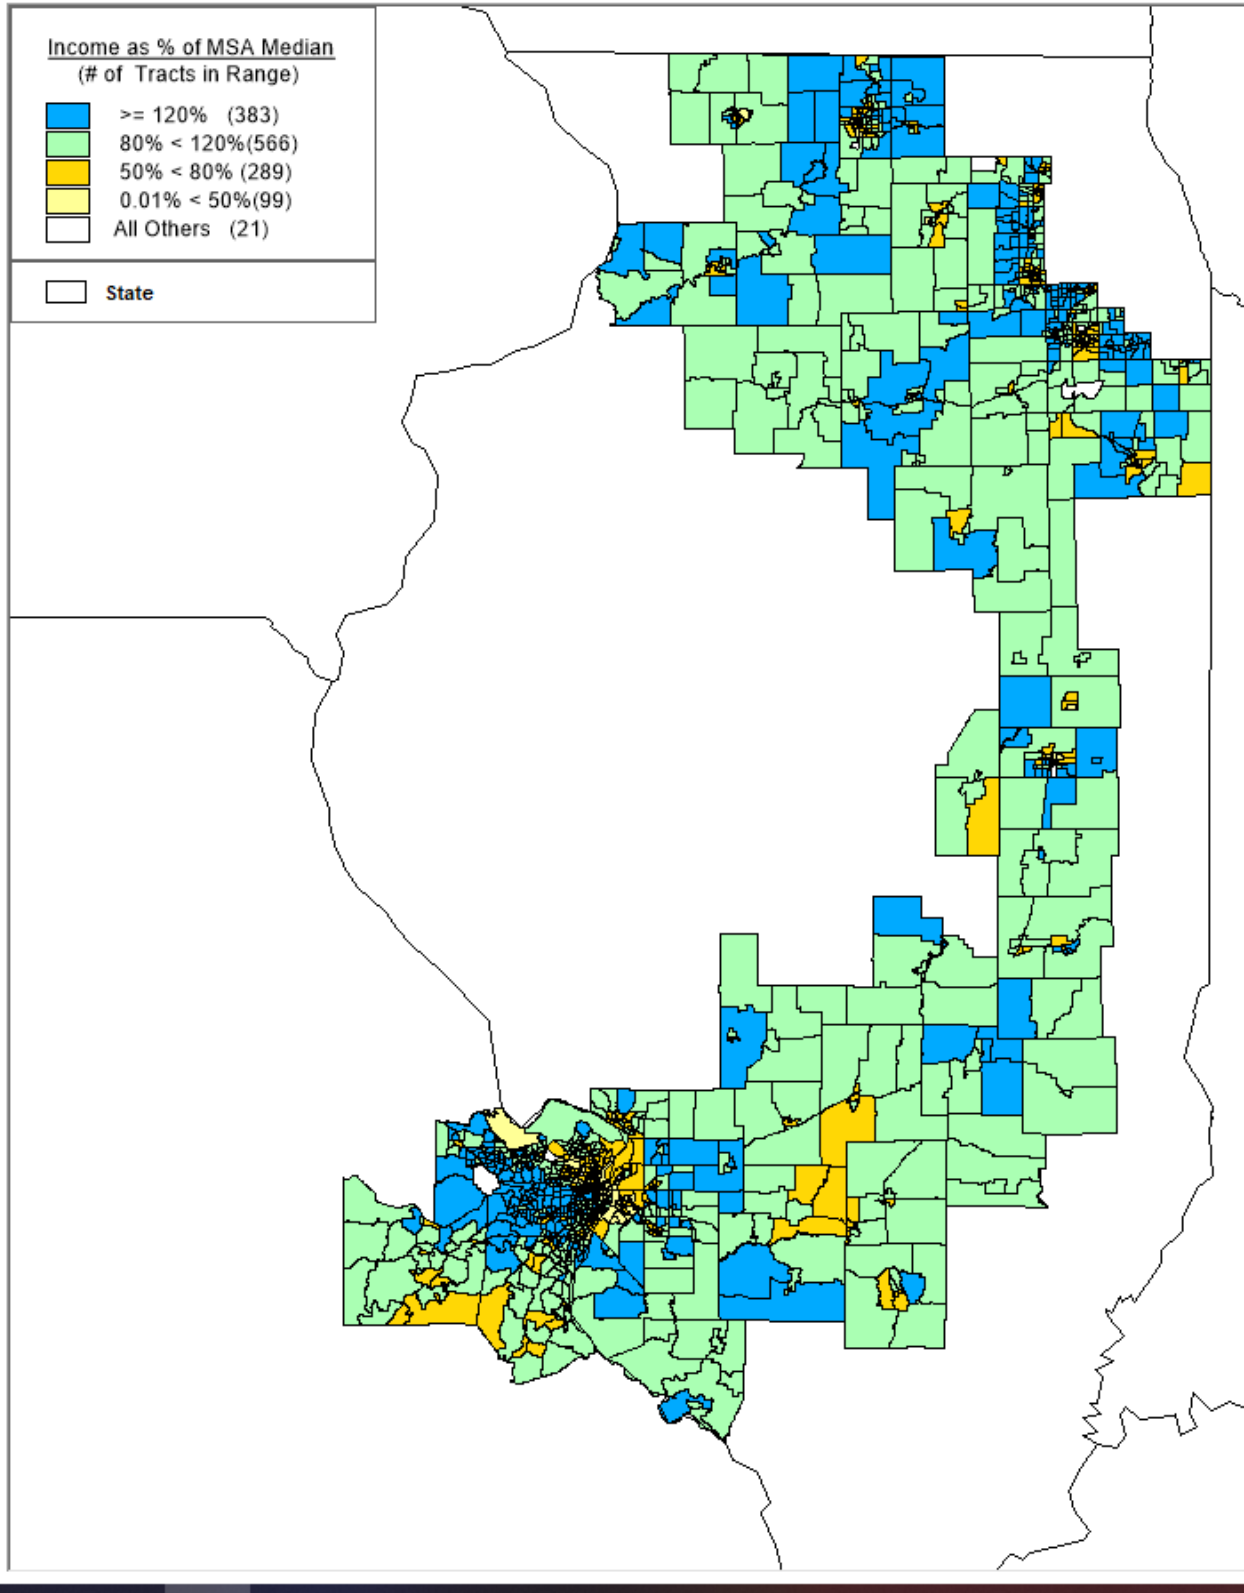 Income as % of MSA Median
(# of Tracts in Range)
>= 120% (383)
80% < 120%(566)
50% < 80% (289)
0.01% < 50%(99)
All Others (21)
State